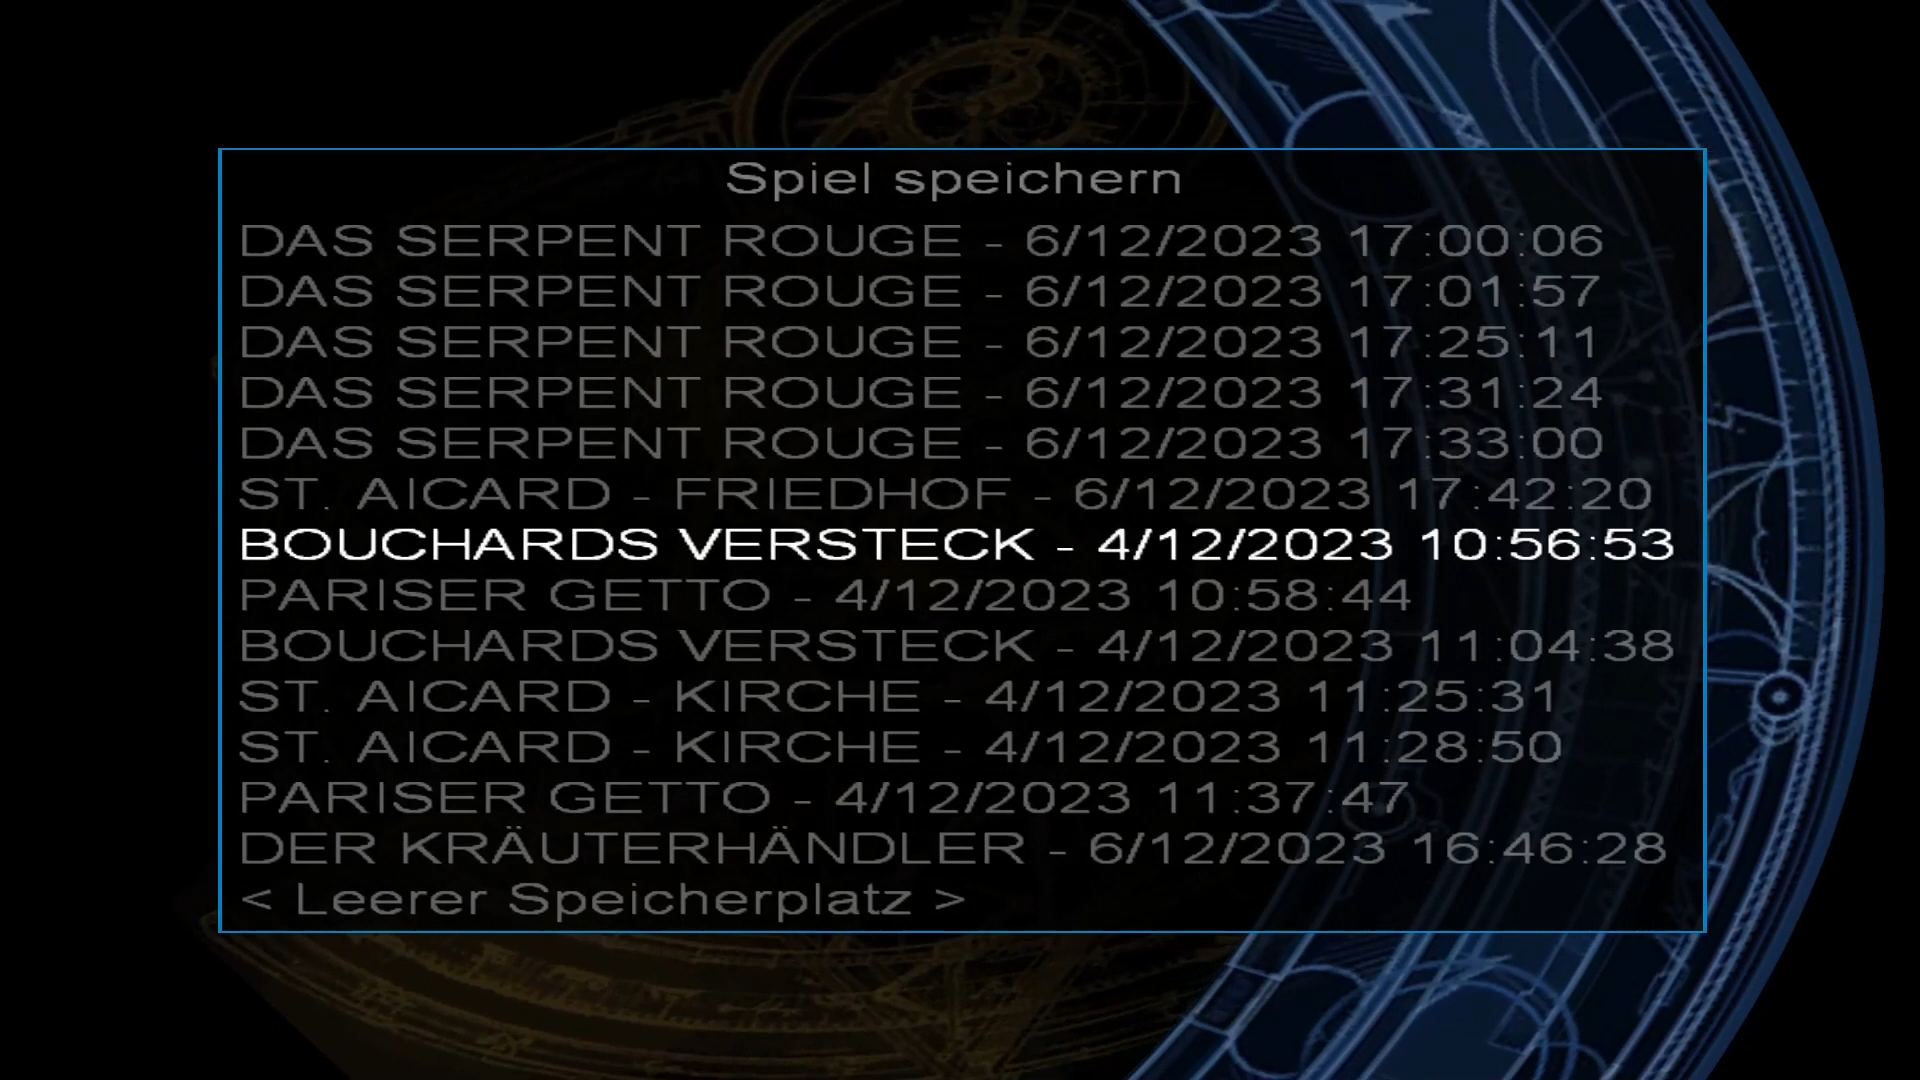 Spiel speichern
DAS SERPENT ROUGE - 6/12/2023 17:00:06
DAS SERPENT ROUGE - 6/12/2023 17:01:57
DAS SERPENT ROUGE - 6/12/2023 17:25:11
DAS SERPENT ROUGE - 6/12/2023 17:31:24
DAS SERPENT ROUGE - 6/12/2023 17:33:00
ST. AICARD - FRIEDHOF - 6/12/2023 17:42:20
BOUCHARDS VERSTECK - 4/12/2023 10:56:53
PARISER GETTO - 4/12/2023 10:58:44
BOUCHARDS VERSTECK - 4/12/2023 11:04:38
ST. AICARD - KIRCHE - 4/12/2023 11:25:31
ST. AICARD - KIRCHE - 4/12/2023 11:28:50
PARISER GETTO - 4/12/2023 11:37:47
DER KRÄUTERHÄNDLER - 6/12/2023 16:46:28
< Leerer Speicherplatz >